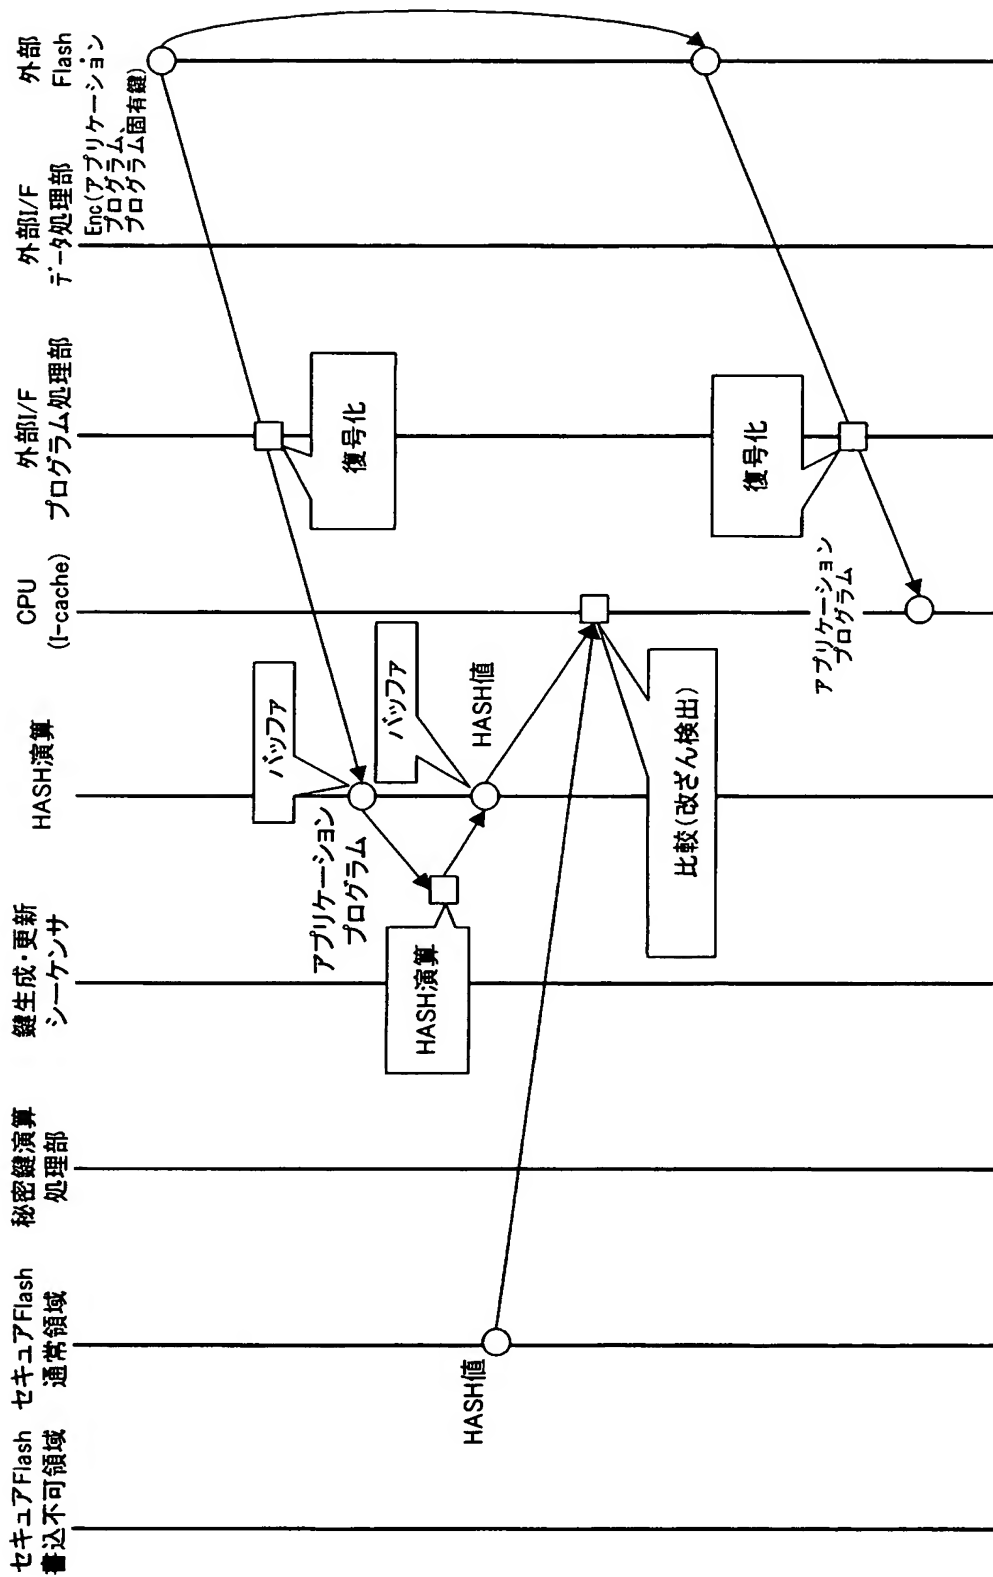 セキュアFlash
書込不可領域
セキュアFlash
通常領域
秘密鍵演算
処理部
鍵生成・更新
シーケンサ
HASH演算
CPU
(I-cache)
外部I/F
プログラム処理部
外部I/F
データ処理部
外部
Flash
Enc(アプリケーション
プログラム、
プログラム固有鍵)
復号化
バッファ
アプリケーション
プログラム
HASH演算
バッファ
HASH値
HASH値
比較(改ざん検出)
復号化
アプリケーション
プログラム